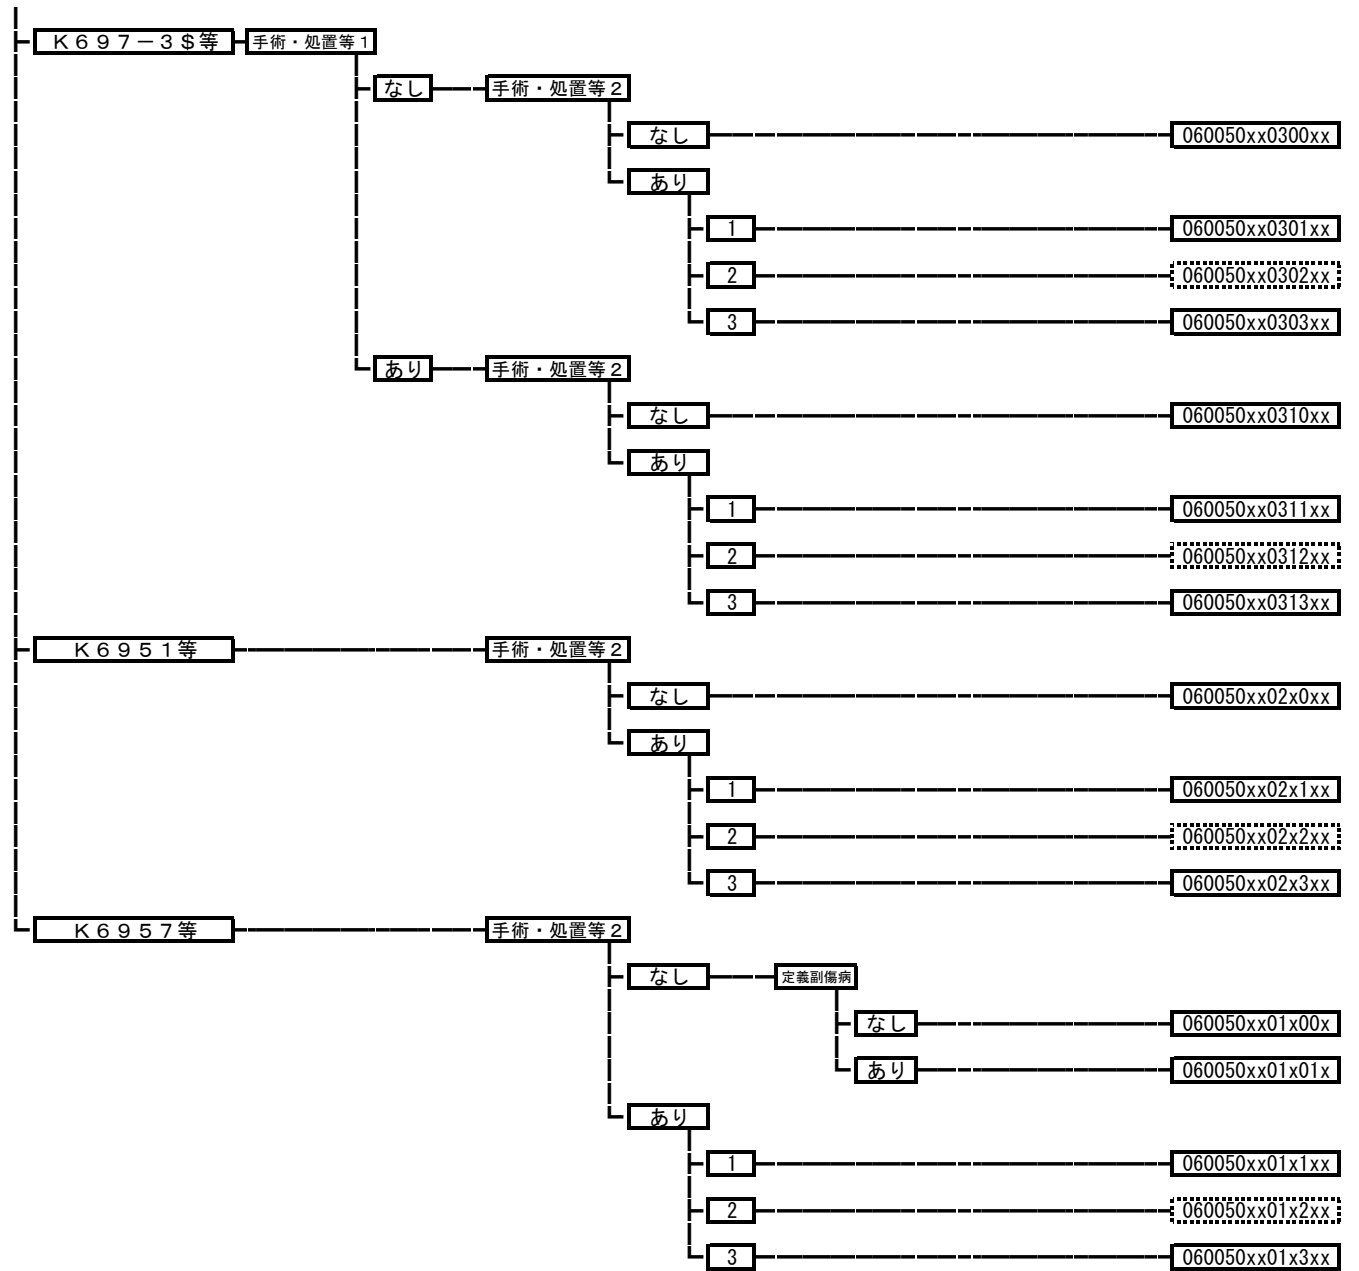 Ｋ６９７－３＄等 手術・処置等１
なし 手術・処置等２
なし 060050xx0300xx
あり
1 060050xx0301xx
2 060050xx0302xx
3 060050xx0303xx
あり 手術・処置等２
なし 060050xx0310xx
あり
1 060050xx0311xx
2 060050xx0312xx
3 060050xx0313xx
Ｋ６９５１等 手術・処置等２
なし 060050xx02x0xx
あり
1 060050xx02x1xx
2 060050xx02x2xx
3 060050xx02x3xx
Ｋ６９５７等 手術・処置等２
なし 定義副傷病
なし 060050xx01x00x
あり 060050xx01x01x
あり
1 060050xx01x1xx
2 060050xx01x2xx
3 060050xx01x3xx